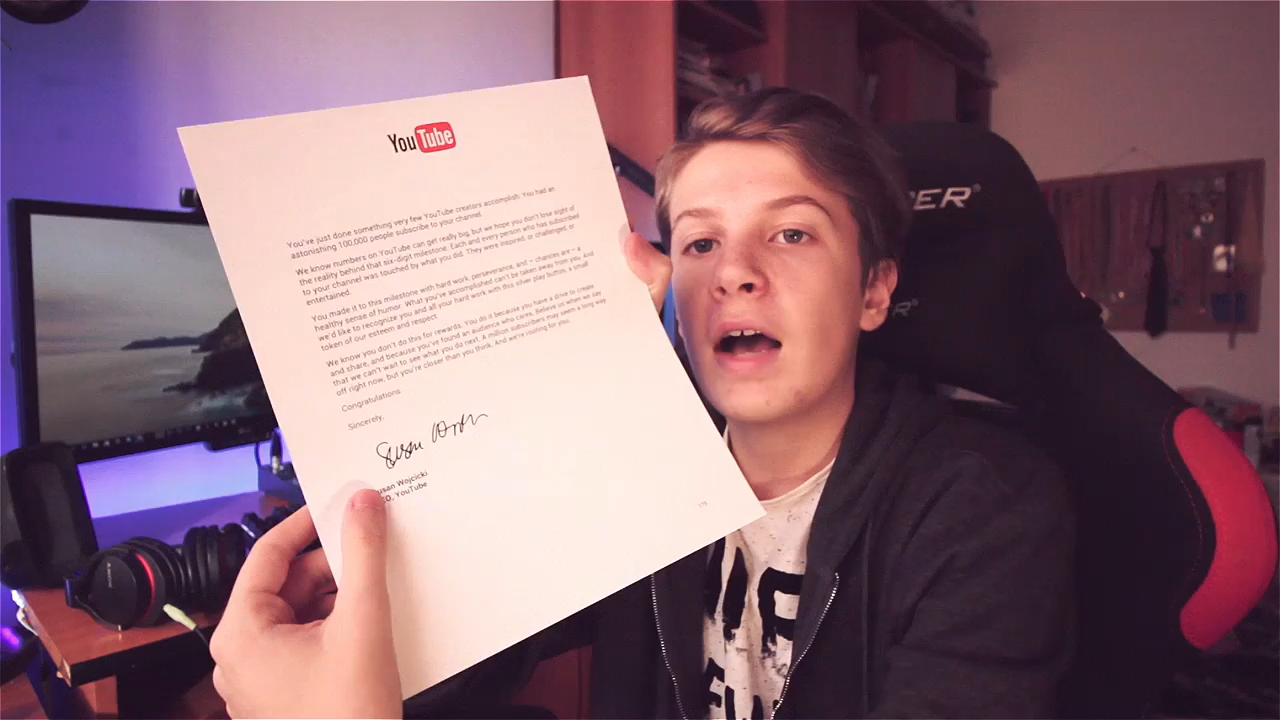 YouTube
You've just done something very few YouTube creators accomplish: You had an
astonishing 100,000 people subscribe to your channel.
We know numbers on YouTube can get really big, but we hope you don't lose sight of
the reality behind that six-digit milestone. Each and every person who has subscribed
to your channel was touched by what you did. They were inspired, or challenged, or
entertained.
You made it to this milestone with hard work, perseverance, and – chances are – a
healthy sense of humor. What you've accomplished can't be taken away from you. And
we'd like to recognize you and all your hard work with this silver play button, a small
token of our esteem and respect.
We know you don't do this for rewards. You do it because you have a drive to create
and share, and because you've found an audience who cares. Believe us when we say
that we can't wait to see what you do next. A million subscribers may seem a long way
off right now, but you're closer than you think. And we're rooting for you.
Congratulations.
Sincerely,
Susan Wojcicki
usan Wojcicki
O, YouTube
ER